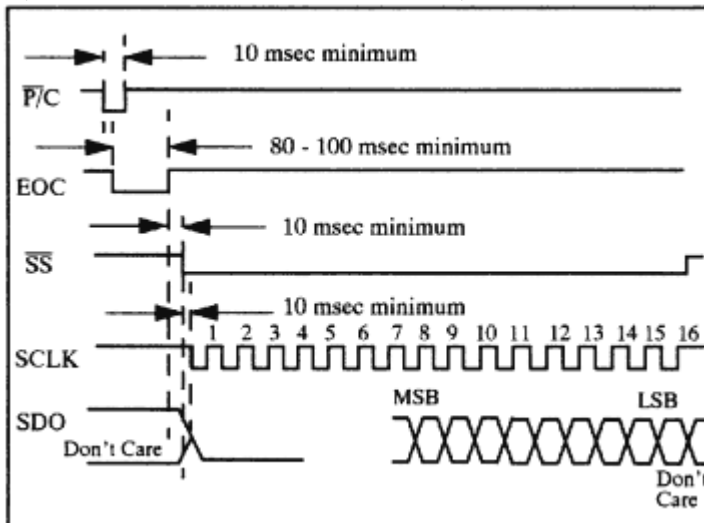 10 msec minimum
P̅/C
80 - 100 msec minimum
EOC
10 msec minimum
S̅S̅
10 msec minimum
1 2 3 4 5 6 7 8 9 10 11 12 13 14 15 16
SCLK
MSB LSB
SDO
Don't Care
Don't
Care